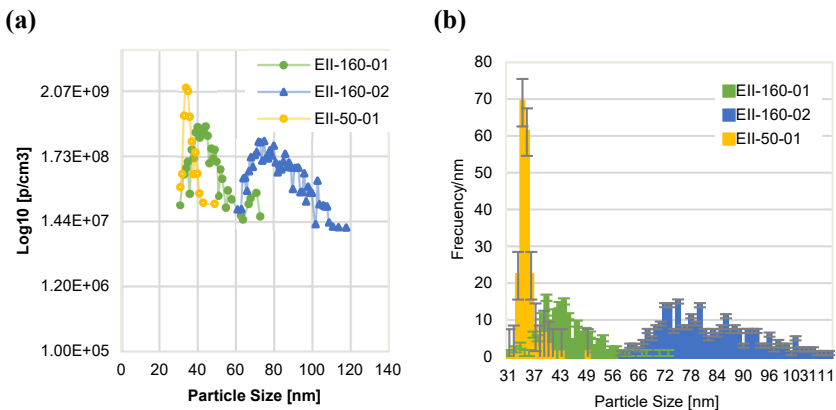 (a)
Log10 [p/cm3]
2.07E+09
1.73E+08
1.44E+07
1.20E+06
1.00E+05
EII-160-01
EII-160-02
EII-50-01
0 20 40 60 80 100 120 140
Particle Size [nm]
(b)
Frecuency/nm
80
70
60
50
40
30
20
10
0
EII-160-01
EII-160-02
EII-50-01
31 37 43 49 56 66 72 78 84 90 96 103 111
Particle Size [nm]